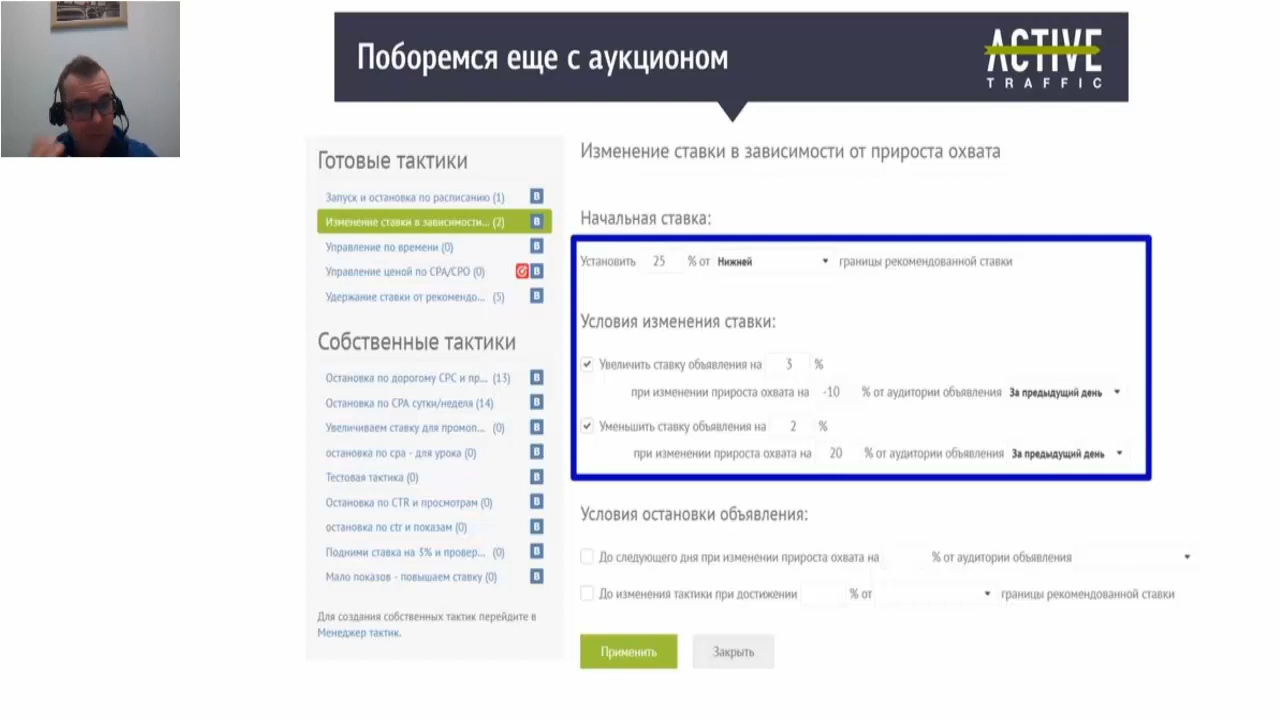 Поборемся еще с аукционом
ACTIVE
TRAFFIC
Готовые тактики
Запуск и остановка по расписанию (1)
Изменение ставки в зависимости... (2)
Управление по времени (0)
Управление ценой по CPA/CPO (0)
Удержание ставки от рекомендо... (5)
Собственные тактики
Остановка по дорогому CPC и пр... (13)
Остановка по CPA сутки/неделя (14)
Увеличиваем ставку для промоп... (0)
остановка по cpa - для урока (0)
Тестовая тактика (0)
Остановка по CTR и просмотрам (0)
остановка по ctr и показам (0)
Подними ставка на 5% и провер... (0)
Мало показов - повышаем ставку (0)
Для создания собственных тактик перейдите в
Менеджер тактик.
Изменение ставки в зависимости от прироста охвата
Начальная ставка:
Установить 25 % от Нижней границы рекомендованной ставки
Условия изменения ставки:
Увеличить ставку объявления на 3 %
при изменении прироста охвата на -10 % от аудитории объявления За предыдущий день
Уменьшить ставку объявления на 2 %
при изменении прироста охвата на 20 % от аудитории объявления За предыдущий день
Условия остановки объявления:
До следующего дня при изменении прироста охвата на % от аудитории объявления
До изменения тактики при достижении % от границы рекомендованной ставки
Применить Закрыть